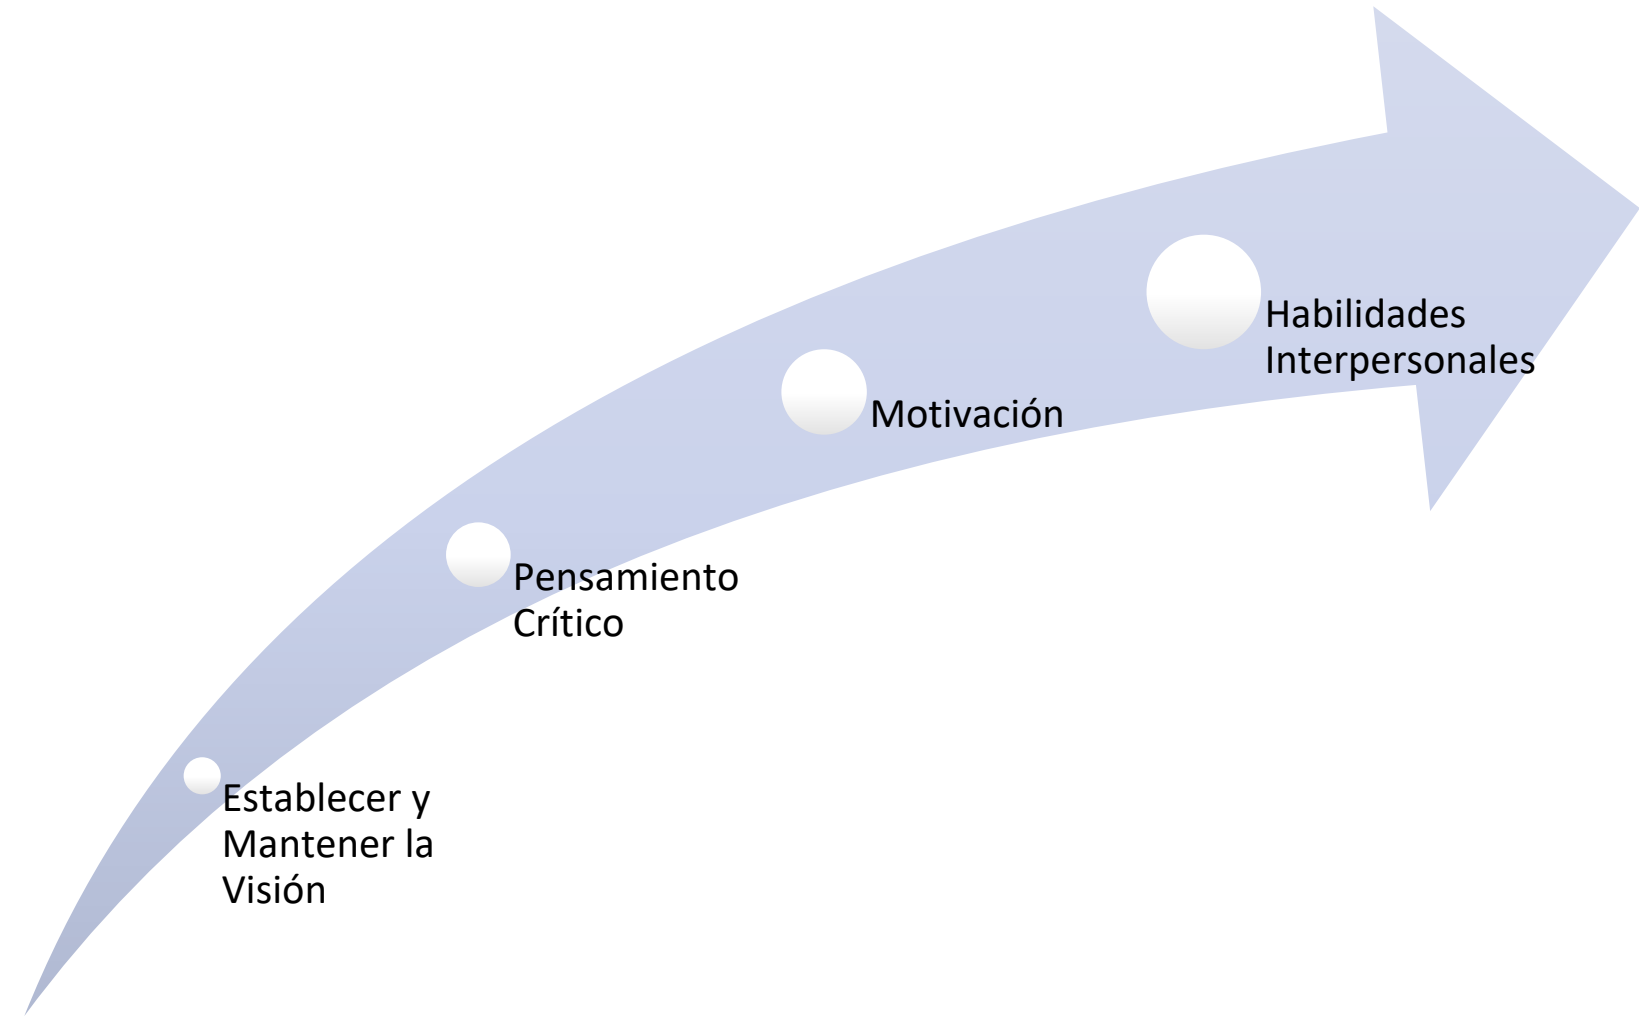 Habilidades
Interpersonales
Motivación
Pensamiento
Crítico
Establecer y
Mantener la
Visión